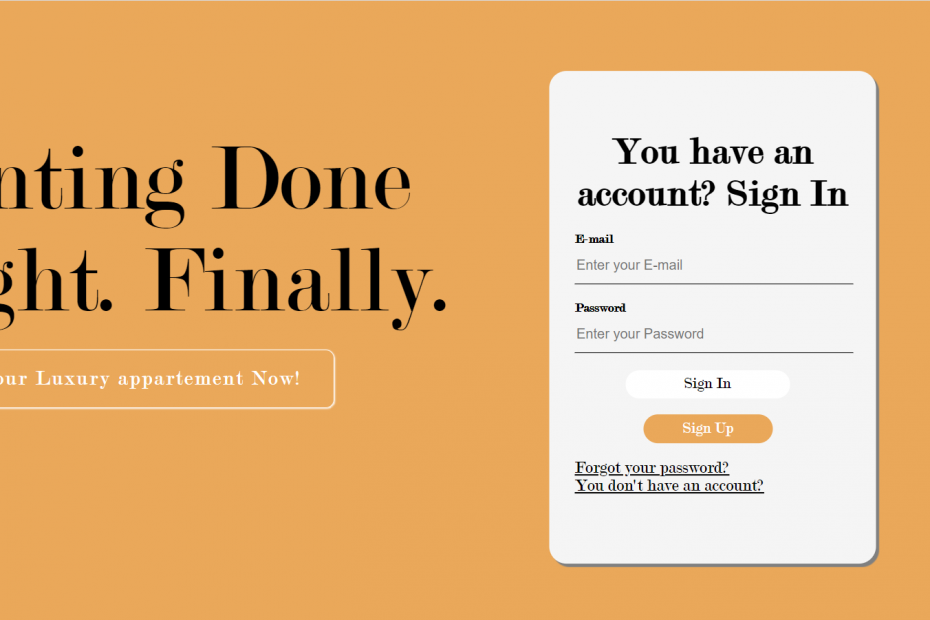 nting Done
ght. Finally.
our Luxury appartement Now!
You have an
account? Sign In
E-mail
Enter your E-mail
Password
Enter your Password
Sign In
Sign Up
Forgot your password?
You don't have an account?